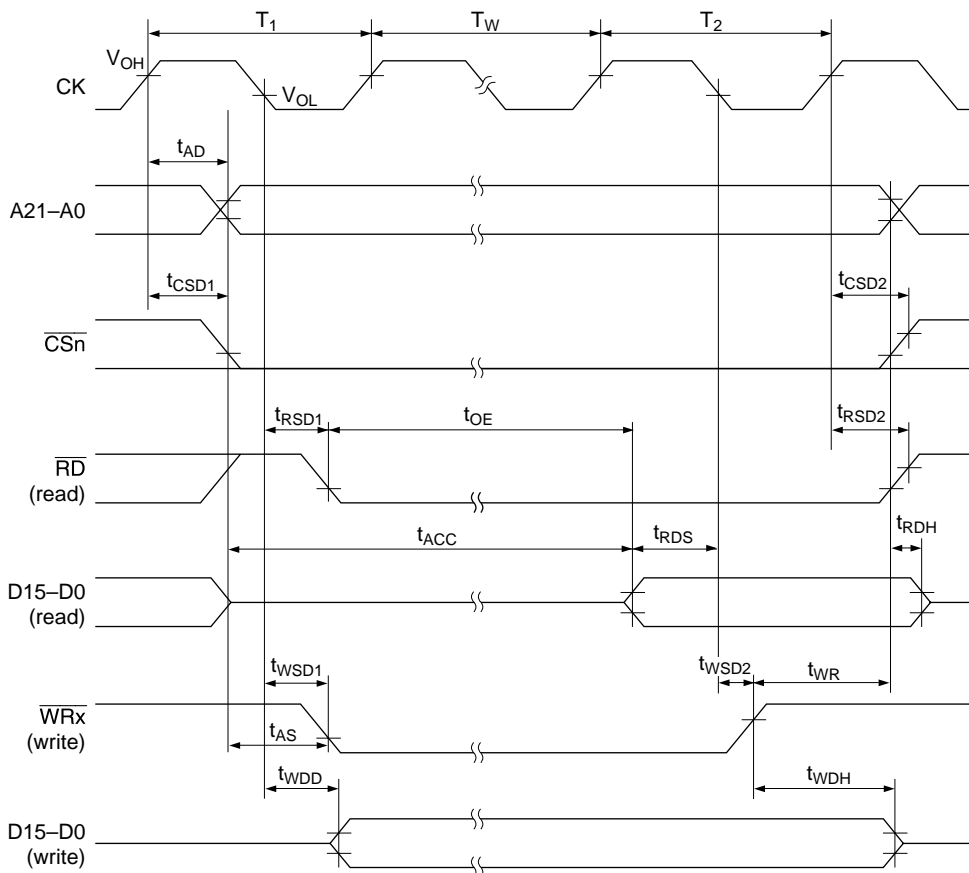 T1 TW T2
VOH
CK
VOL
tAD
A21–A0
tCSD1 tCSD2
CSn
tRSD1 tOE tRSD2
RD
(read)
tACC tRDS tRDH
D15–D0
(read)
tWSD1 tWSD2 tWR
WRx
(write)
tAS
tWDD tWDH
D15–D0
(write)